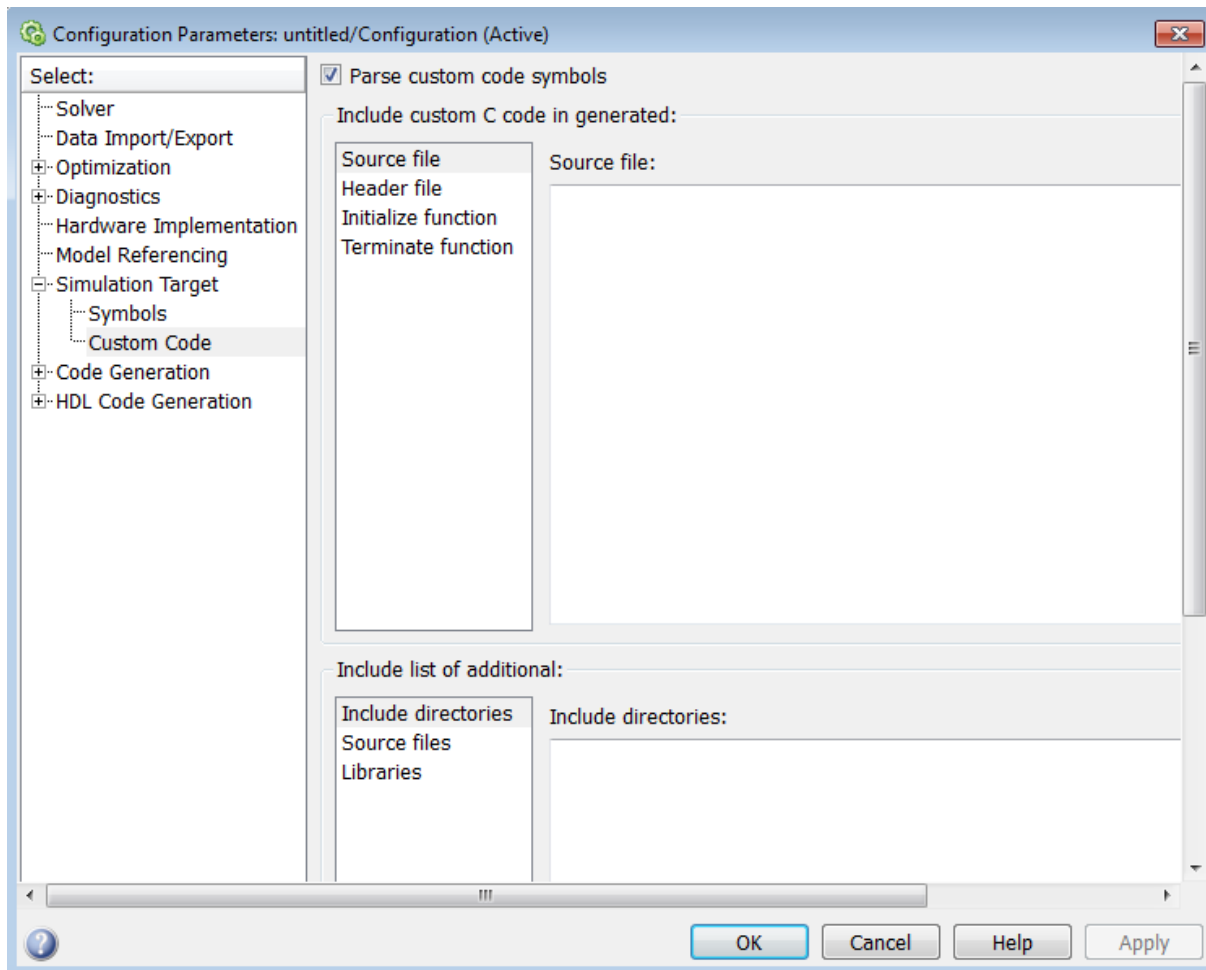 Configuration Parameters: untitled/Configuration (Active)
Select:
Solver
Data Import/Export
Optimization
Diagnostics
Hardware Implementation
Model Referencing
Simulation Target
Symbols
Custom Code
Code Generation
HDL Code Generation
Parse custom code symbols
Include custom C code in generated:
Source file
Header file
Initialize function
Terminate function
Source file:
Include list of additional:
Include directories
Source files
Libraries
Include directories:
OK
Cancel
Help
Apply